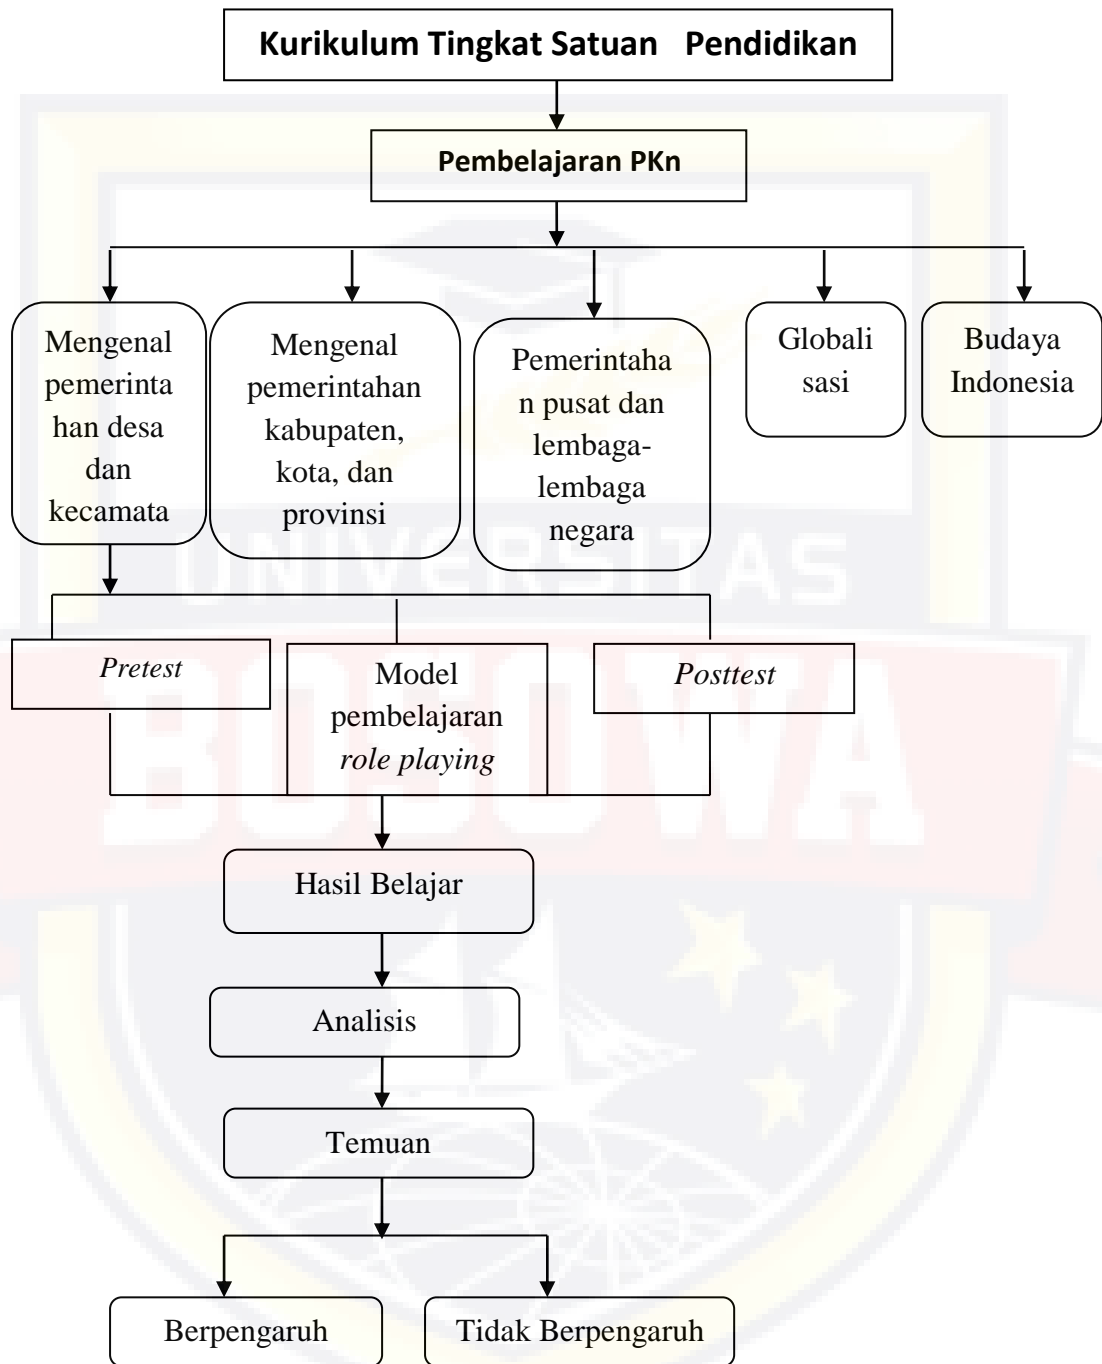 Kurikulum Tingkat Satuan Pendidikan
Pembelajaran PKn
Mengenal
pemerinta
han desa
dan
kecamata
Mengenal
pemerintahan
kabupaten,
kota, dan
provinsi
Pemerintaha
n pusat dan
lembaga-
lembaga
negara
Globali
sasi
Budaya
Indonesia
UNIVERSITAS
Pretest
Model
pembelajaran
role playing
Posttest
BOSOWA
Hasil Belajar
Analisis
Temuan
Berpengaruh
Tidak Berpengaruh